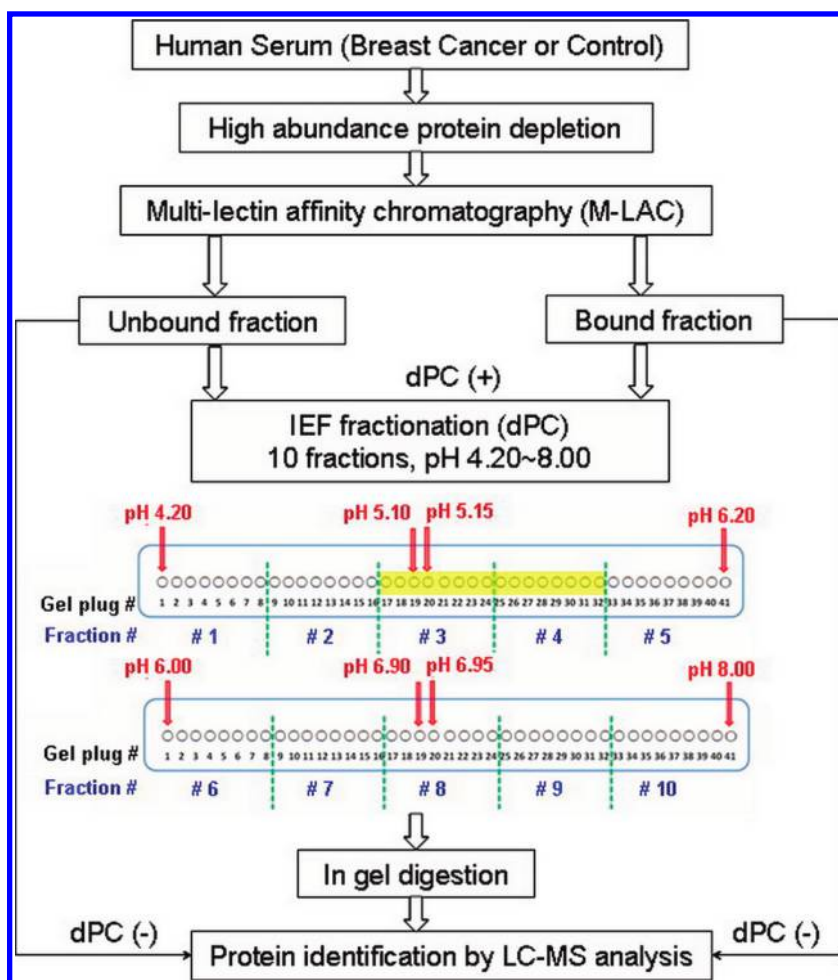 Human Serum (Breast Cancer or Control)
High abundance protein depletion
Multi-lectin affinity chromatography (M-LAC)
Unbound fraction
Bound fraction
dPC (+)
IEF fractionation (dPC)
10 fractions, pH 4.20~8.00
pH 4.20 pH 5.10 pH 5.15 pH 6.20
Gel plug # 1 2 3 4 5 6 7 8 9 10 11 12 13 14 15 16 17 18 19 20 21 22 23 24 25 26 27 28 29 30 31 32 33 34 35 36 37 38 39 40 41
Fraction # # 1 # 2 # 3 # 4 # 5
pH 6.00 pH 6.90 pH 6.95 pH 8.00
Gel plug # 1 2 3 4 5 6 7 8 9 10 11 12 13 14 15 16 17 18 19 20 21 22 23 24 25 26 27 28 29 30 31 32 33 34 35 36 37 38 39 40 41
Fraction # # 6 # 7 # 8 # 9 # 10
In gel digestion
dPC (-) dPC (-)
Protein identification by LC-MS analysis